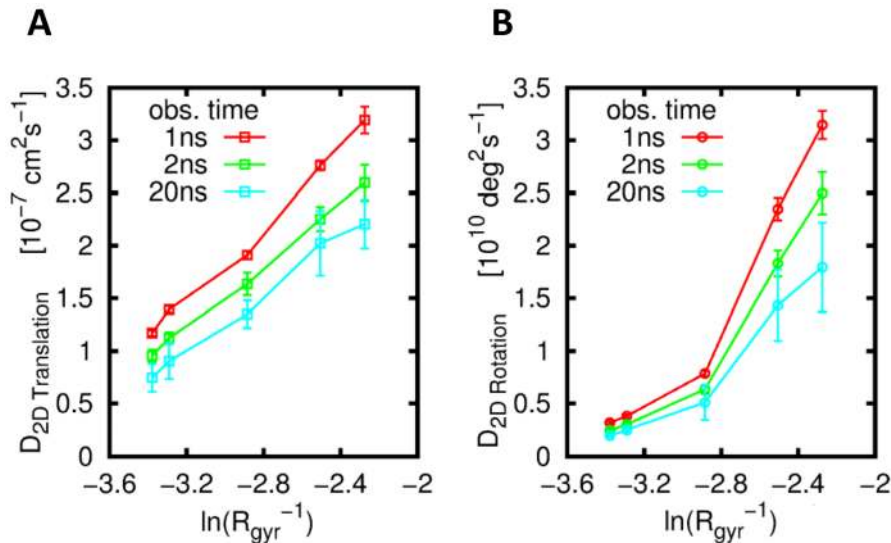 A
3.5
3
2.5
2
1.5
1
0.5
0
D2D Translation [10−7 cm2s−1]
obs. time
1ns
2ns
20ns
−3.6 −3.2 −2.8 −2.4 −2
ln(Rgyr−1)
B
3.5
3
2.5
2
1.5
1
0.5
0
D2D Rotation [1010 deg2s−1]
obs. time
1ns
2ns
20ns
−3.6 −3.2 −2.8 −2.4 −2
ln(Rgyr−1)